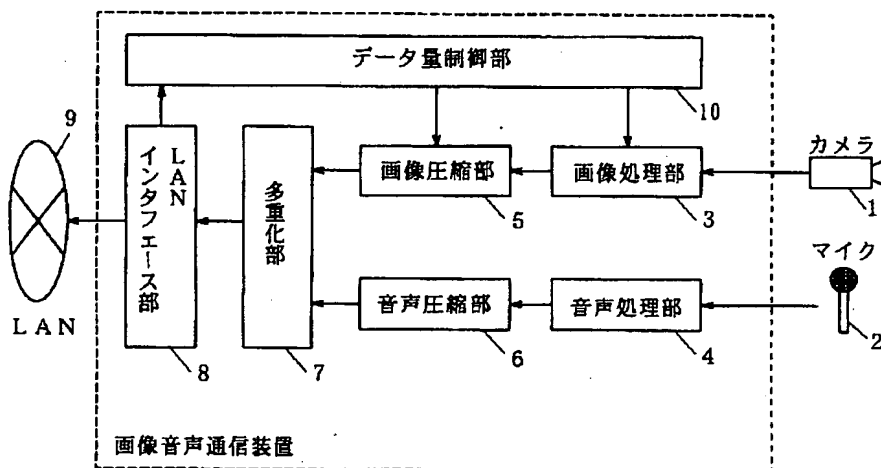 データ量制御部
10
9
LAN
インタフェース部
多重化部
画像圧縮部
画像処理部
カメラ
5
3
1
マイク
音声圧縮部
音声処理部
LAN
8
7
6
4
2
画像音声通信装置